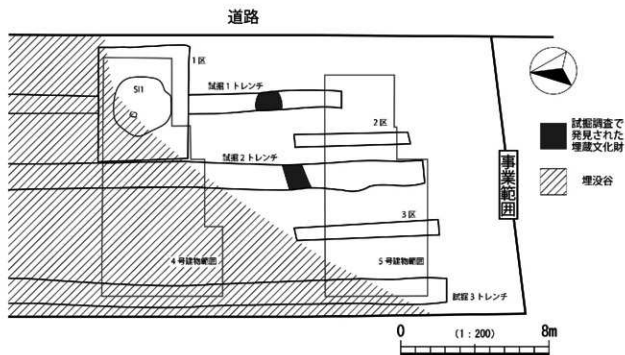 道路
1区
SI1
試掘1トレンチ
2区
試掘2トレンチ
3区
4号建物範囲
5号建物範囲
試掘3トレンチ
事業範囲
試掘調査で
発見された
埋蔵文化財
埋没谷
0 (1:200) 8m